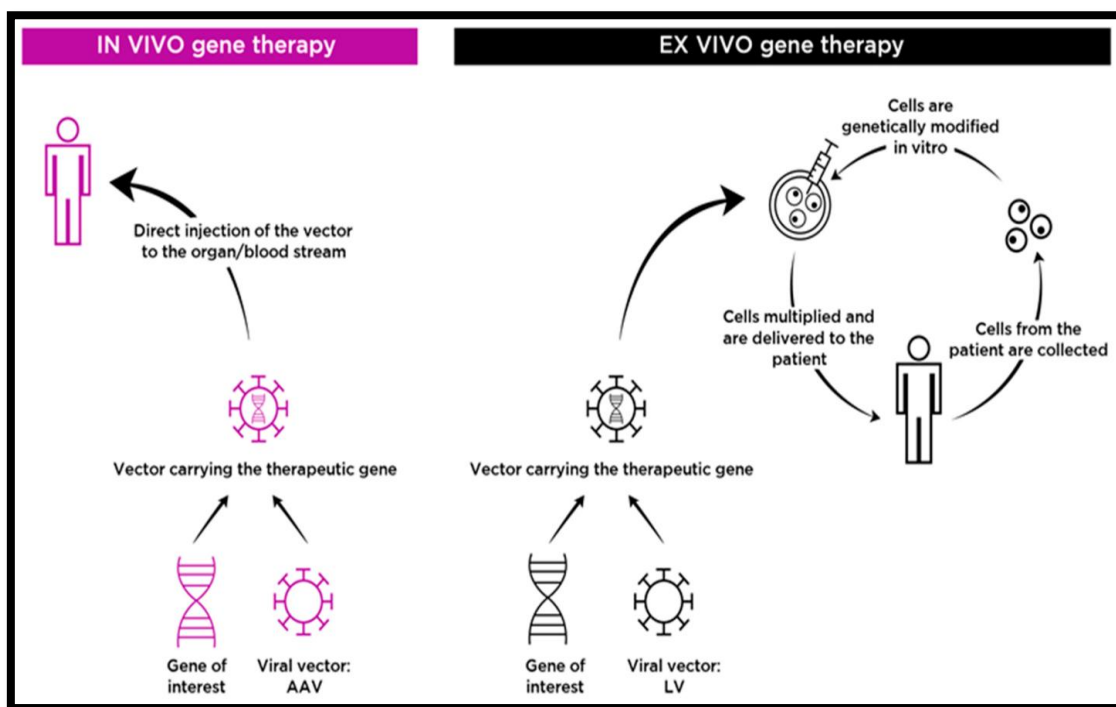 IN VIVO gene therapy
Direct injection of the vector
to the organ/blood stream
Vector carrying the therapeutic gene
Gene of
interest
Viral vector:
AAV
EX VIVO gene therapy
Cells are
genetically modified
in vitro
Cells multiplied and
are delivered to the
patient
Cells from the
patient are collected
Vector carrying the therapeutic gene
Gene of
interest
Viral vector:
LV